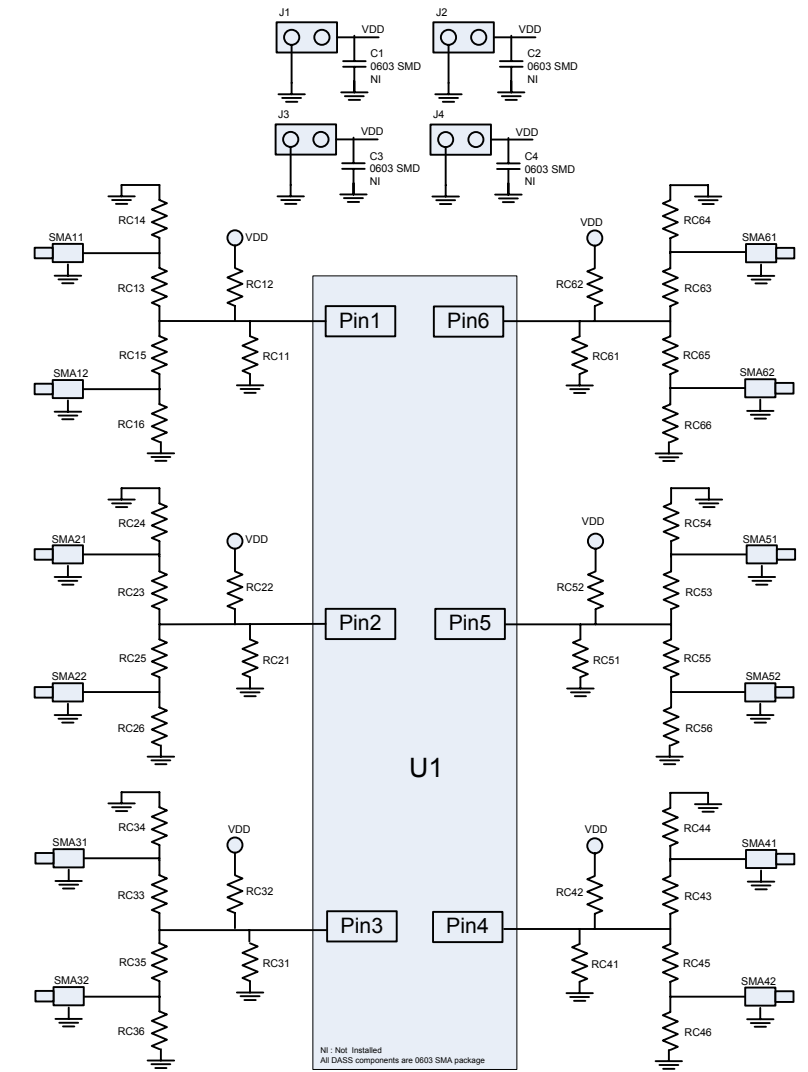 J1
VDD
C1
0603 SMD
NI
J2
VDD
C2
0603 SMD
NI
J3
VDD
C3
0603 SMD
NI
J4
VDD
C4
0603 SMD
NI
RC14
SMA11
VDD
RC13
RC12
Pin1
RC15
RC11
SMA12
RC16
RC64
VDD
SMA61
RC62
RC63
Pin6
RC61
RC65
SMA62
RC66
RC24
SMA21
VDD
RC23
RC22
Pin2
RC25
RC21
SMA22
RC26
RC54
VDD
SMA51
RC52
RC53
Pin5
RC51
RC55
SMA52
RC56
U1
RC34
VDD
SMA31
RC33
RC32
Pin3
RC35
RC31
SMA32
RC36
RC44
VDD
SMA41
RC42
RC43
Pin4
RC41
RC45
SMA42
RC46
NI : Not Installed
All DASS components are 0603 SMA package